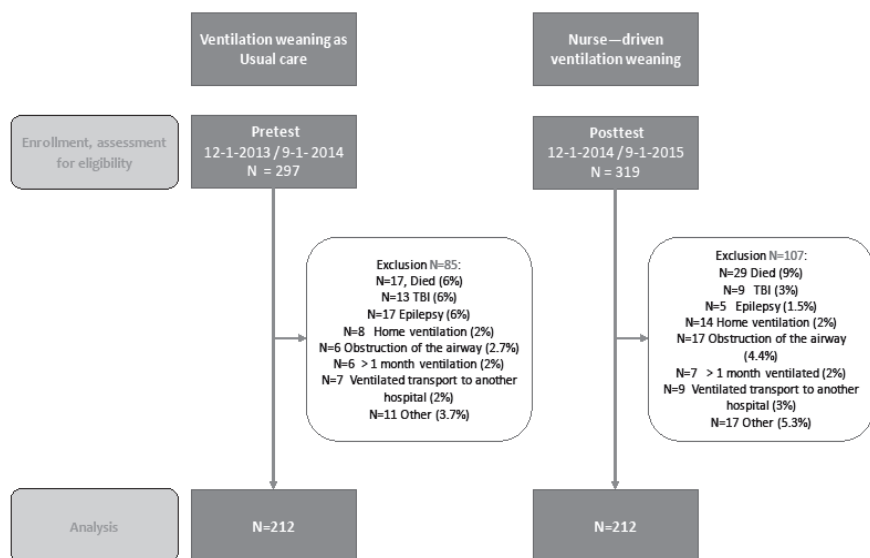 Ventilation weaning as
Usual care
Nurse—driven
ventilation weaning
Enrollment, assessment
for eligibility
Pretest
12-1-2013 / 9-1- 2014
N = 297
Posttest
12-1-2014 / 9-1-2015
N = 319
Exclusion N=85:
N=17, Died (6%)
N=13 TBI (6%)
N=17 Epilepsy (6%)
N=8 Home ventilation (2%)
N=6 Obstruction of the airway (2.7%)
N=6 > 1 month ventilation (2%)
N=7 Ventilated transport to another
hospital (2%)
N=11 Other (3.7%)
Exclusion N=107:
N=29 Died (9%)
N=9 TBI (3%)
N=5 Epilepsy (1.5%)
N=14 Home ventilation (2%)
N=17 Obstruction of the airway
(4.4%)
N=7 > 1 month ventilated (2%)
N=9 Ventilated transport to another
hospital (3%)
N=17 Other (5.3%)
Analysis
N=212
N=212